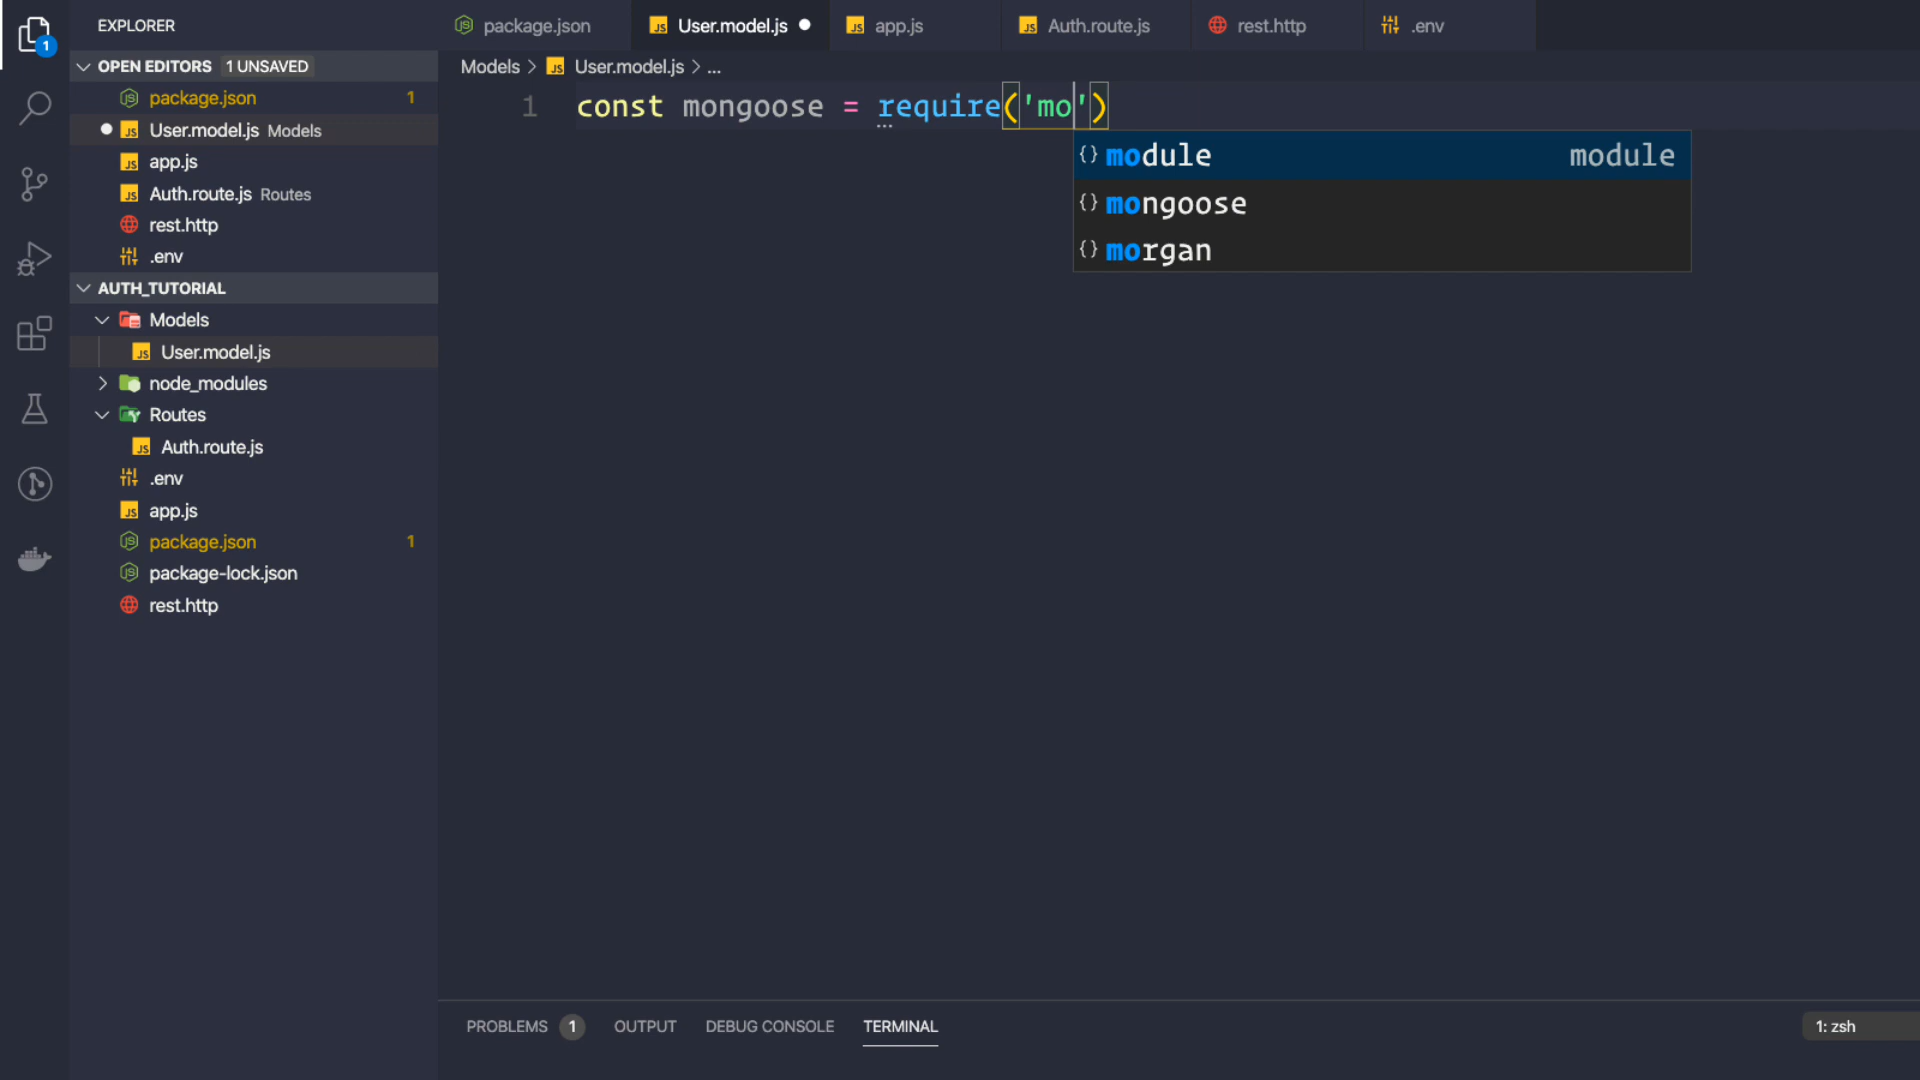 EXPLORER
package.json
User.model.js
app.js
Auth.route.js
rest.http
.env
1
OPEN EDITORS 1 UNSAVED
Models > User.model.js > ...
package.json 1
User.model.js Models
app.js
Auth.route.js Routes
rest.http
.env
AUTH_TUTORIAL
Models
User.model.js
node_modules
Routes
Auth.route.js
.env
app.js
package.json 1
package-lock.json
rest.http
1 const mongoose = require('mo')
module module
mongoose
morgan
PROBLEMS 1 OUTPUT DEBUG CONSOLE TERMINAL
1: zsh